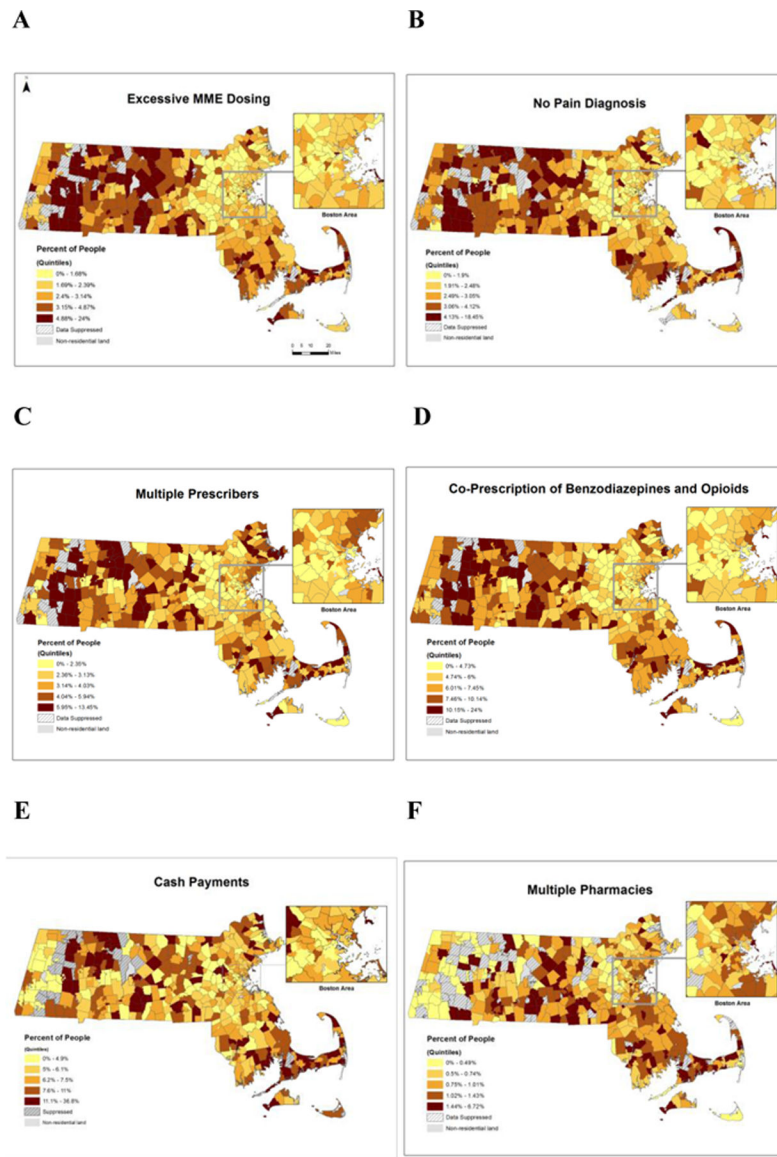 A
B
Excessive MME Dosing
Boston Area
Percent of People
(Quintiles)
0% - 1.68%
1.69% - 2.39%
2.4% - 3.14%
3.15% - 4.87%
4.88% - 24%
Data Suppressed
Non-residential land
0 5 10 20
Miles
No Pain Diagnosis
Boston Area
Percent of People
(Quintiles)
0% - 1.9%
1.91% - 2.48%
2.49% - 3.05%
3.06% - 4.12%
4.13% - 18.45%
Data Suppressed
Non-residential land
C
D
Multiple Prescribers
Boston Area
Percent of People
(Quintiles)
0% - 2.35%
2.36% - 3.13%
3.14% - 4.03%
4.04% - 5.94%
5.95% - 13.45%
Data Suppressed
Non-residential land
Co-Prescription of Benzodiazepines and Opioids
Boston Area
Percent of People
(Quintiles)
0% - 4.73%
4.74% - 6%
6.01% - 7.45%
7.46% - 10.14%
10.15% - 24%
Data Suppressed
Non-residential land
E
F
Cash Payments
Boston Area
Percent of People
(Quintiles)
0% - 4.9%
5% - 6.1%
6.2% - 7.5%
7.6% - 11%
11.1% - 36.8%
Suppressed
Non-residential land
Multiple Pharmacies
Boston Area
Percent of People
(Quintiles)
0% - 0.49%
0.5% - 0.74%
0.75% - 1.01%
1.02% - 1.43%
1.44% - 6.72%
Data Suppressed
Non-residential land